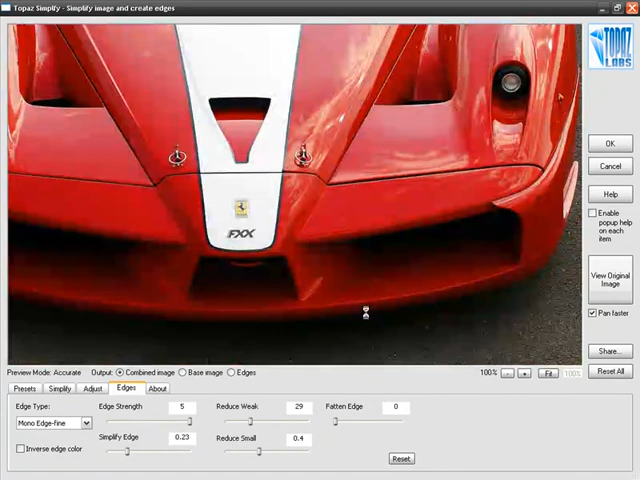 Topaz Simplify - Simplify image and create edges
TOPAZ
LABS
FXX
OK
Cancel
Help
Enable
popup help
on each
item
View Original
Image
Pan faster
Share...
Reset All
Preview Mode: Accurate Output: Combined image Base image Edges 100% - + Fit 100%
Presets Simplify Adjust Edges About
Edge Type: Edge Strength 5 Reduce Weak 29 Fatten Edge 0
Mono Edge-fine
Simplify Edge 0.23 Reduce Small 0.4
Inverse edge color
Reset